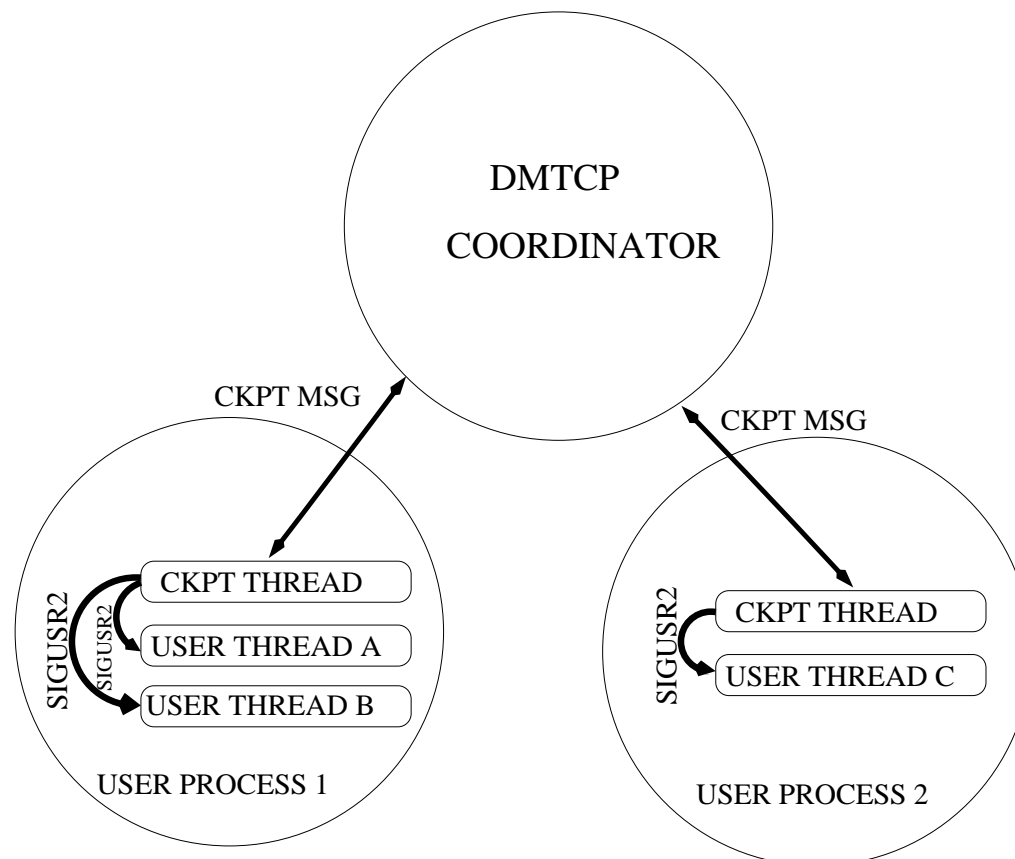 DMTCP
COORDINATOR
CKPT MSG
CKPT MSG
SIGUSR2
SIGUSR2
CKPT THREAD
USER THREAD A
USER THREAD B
USER PROCESS 1
SIGUSR2
CKPT THREAD
USER THREAD C
USER PROCESS 2